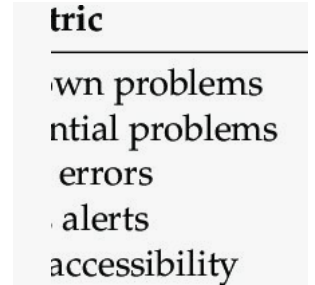 tric
wn problems
ntial problems
errors
alerts
accessibility